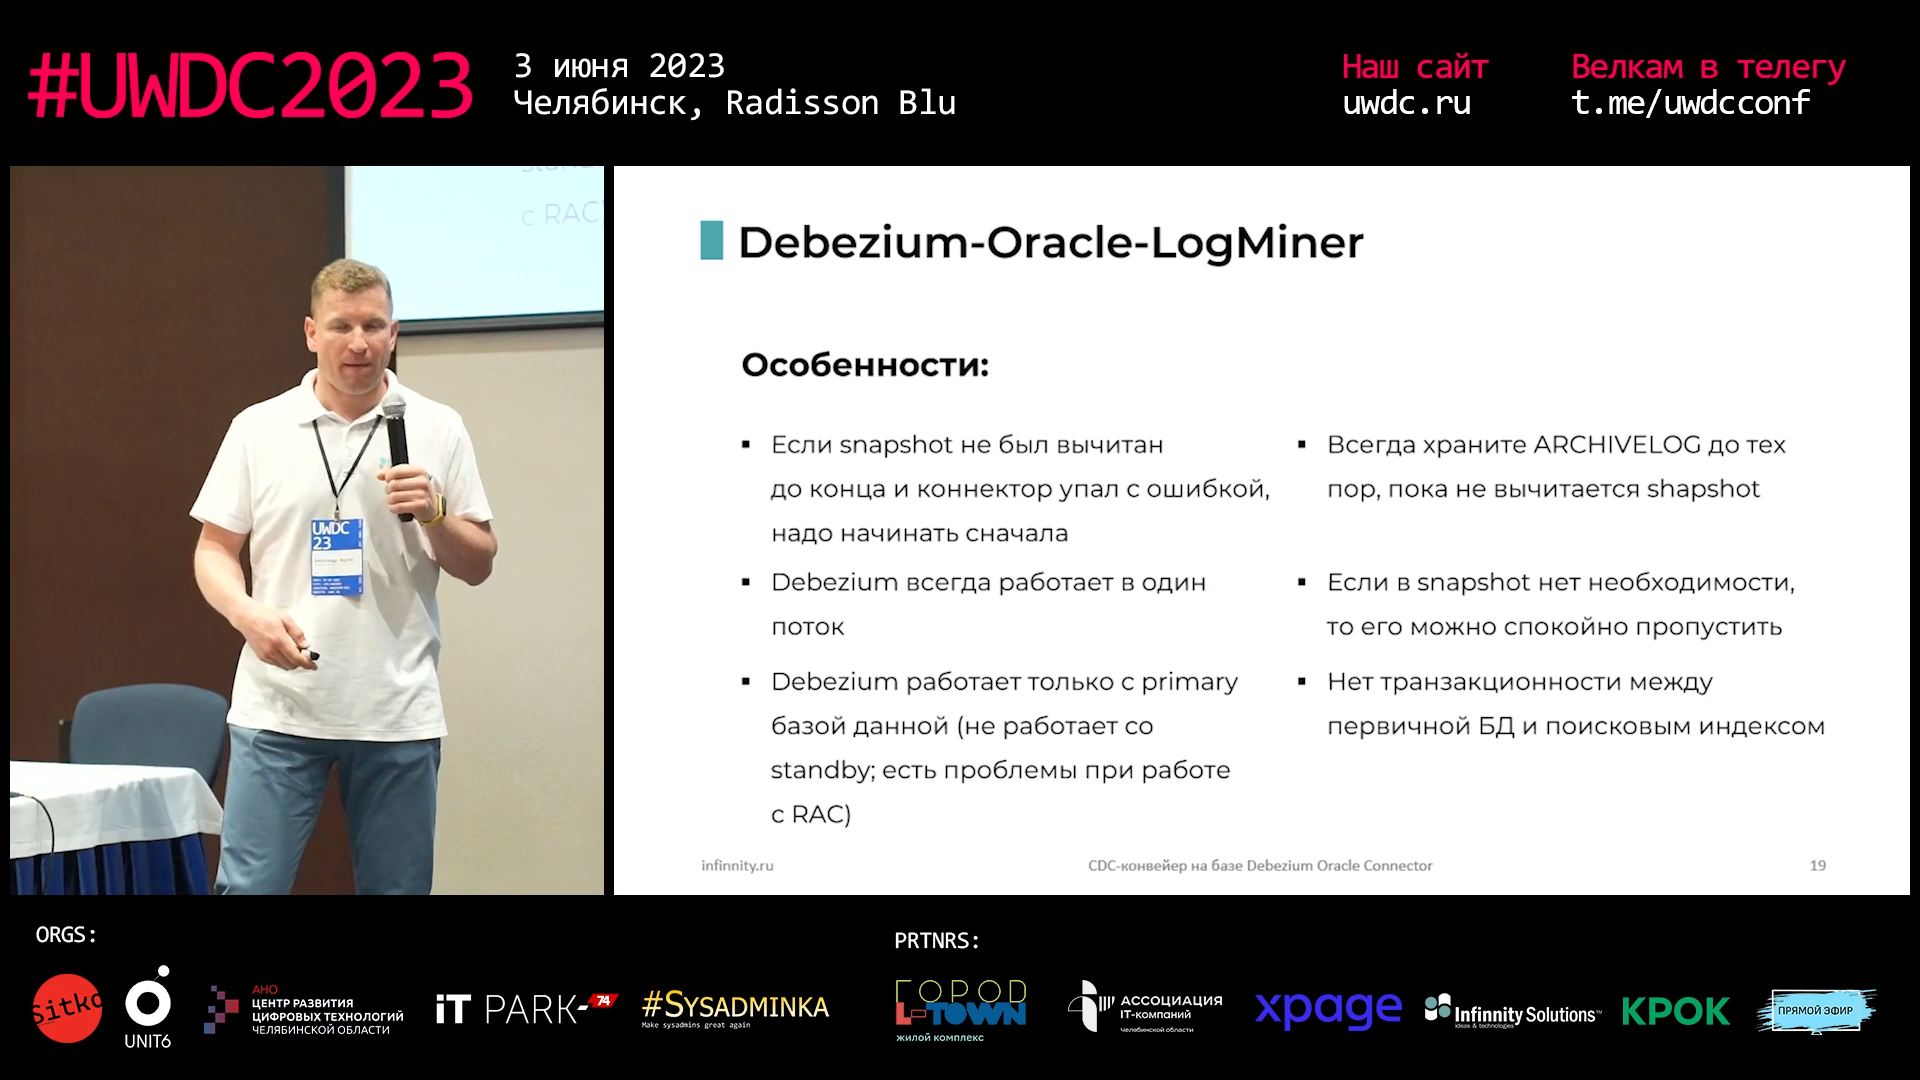 #UWDC2023
3 июня 2023
Челябинск, Radisson Blu
Наш сайт
uwdc.ru
Велкам в телегу
t.me/uwdcconf
с RAC
UWDC
23
Debezium-Oracle-LogMiner
Особенности:
▪ Если snapshot не был вычитан
до конца и коннектор упал с ошибкой,
надо начинать сначала
▪ Debezium всегда работает в один
поток
▪ Debezium работает только с primary
базой данной (не работает со
standby; есть проблемы при работе
с RAC)
▪ Всегда храните ARCHIVELOG до тех
пор, пока не вычитается shapshot
▪ Если в snapshot нет необходимости,
то его можно спокойно пропустить
▪ Нет транзакционности между
первичной БД и поисковым индексом
infinnity.ru
CDC-конвейер на базе Debezium Oracle Connector
19
ORGS:
Sitko
UNIT6
АНО
ЦЕНТР РАЗВИТИЯ
ЦИФРОВЫХ ТЕХНОЛОГИЙ
ЧЕЛЯБИНСКОЙ ОБЛАСТИ
iT PARK 74
#SYSADMINKA
Make sysadmins great again
PRTNRS:
ГОРОД
L-TOWN
жилой комплекс
АССОЦИАЦИЯ
IT-компаний
челябинской области
xpage
Infinnity Solutions™
ideas & technologies
КРОК
ПРЯМОЙ ЭФИР